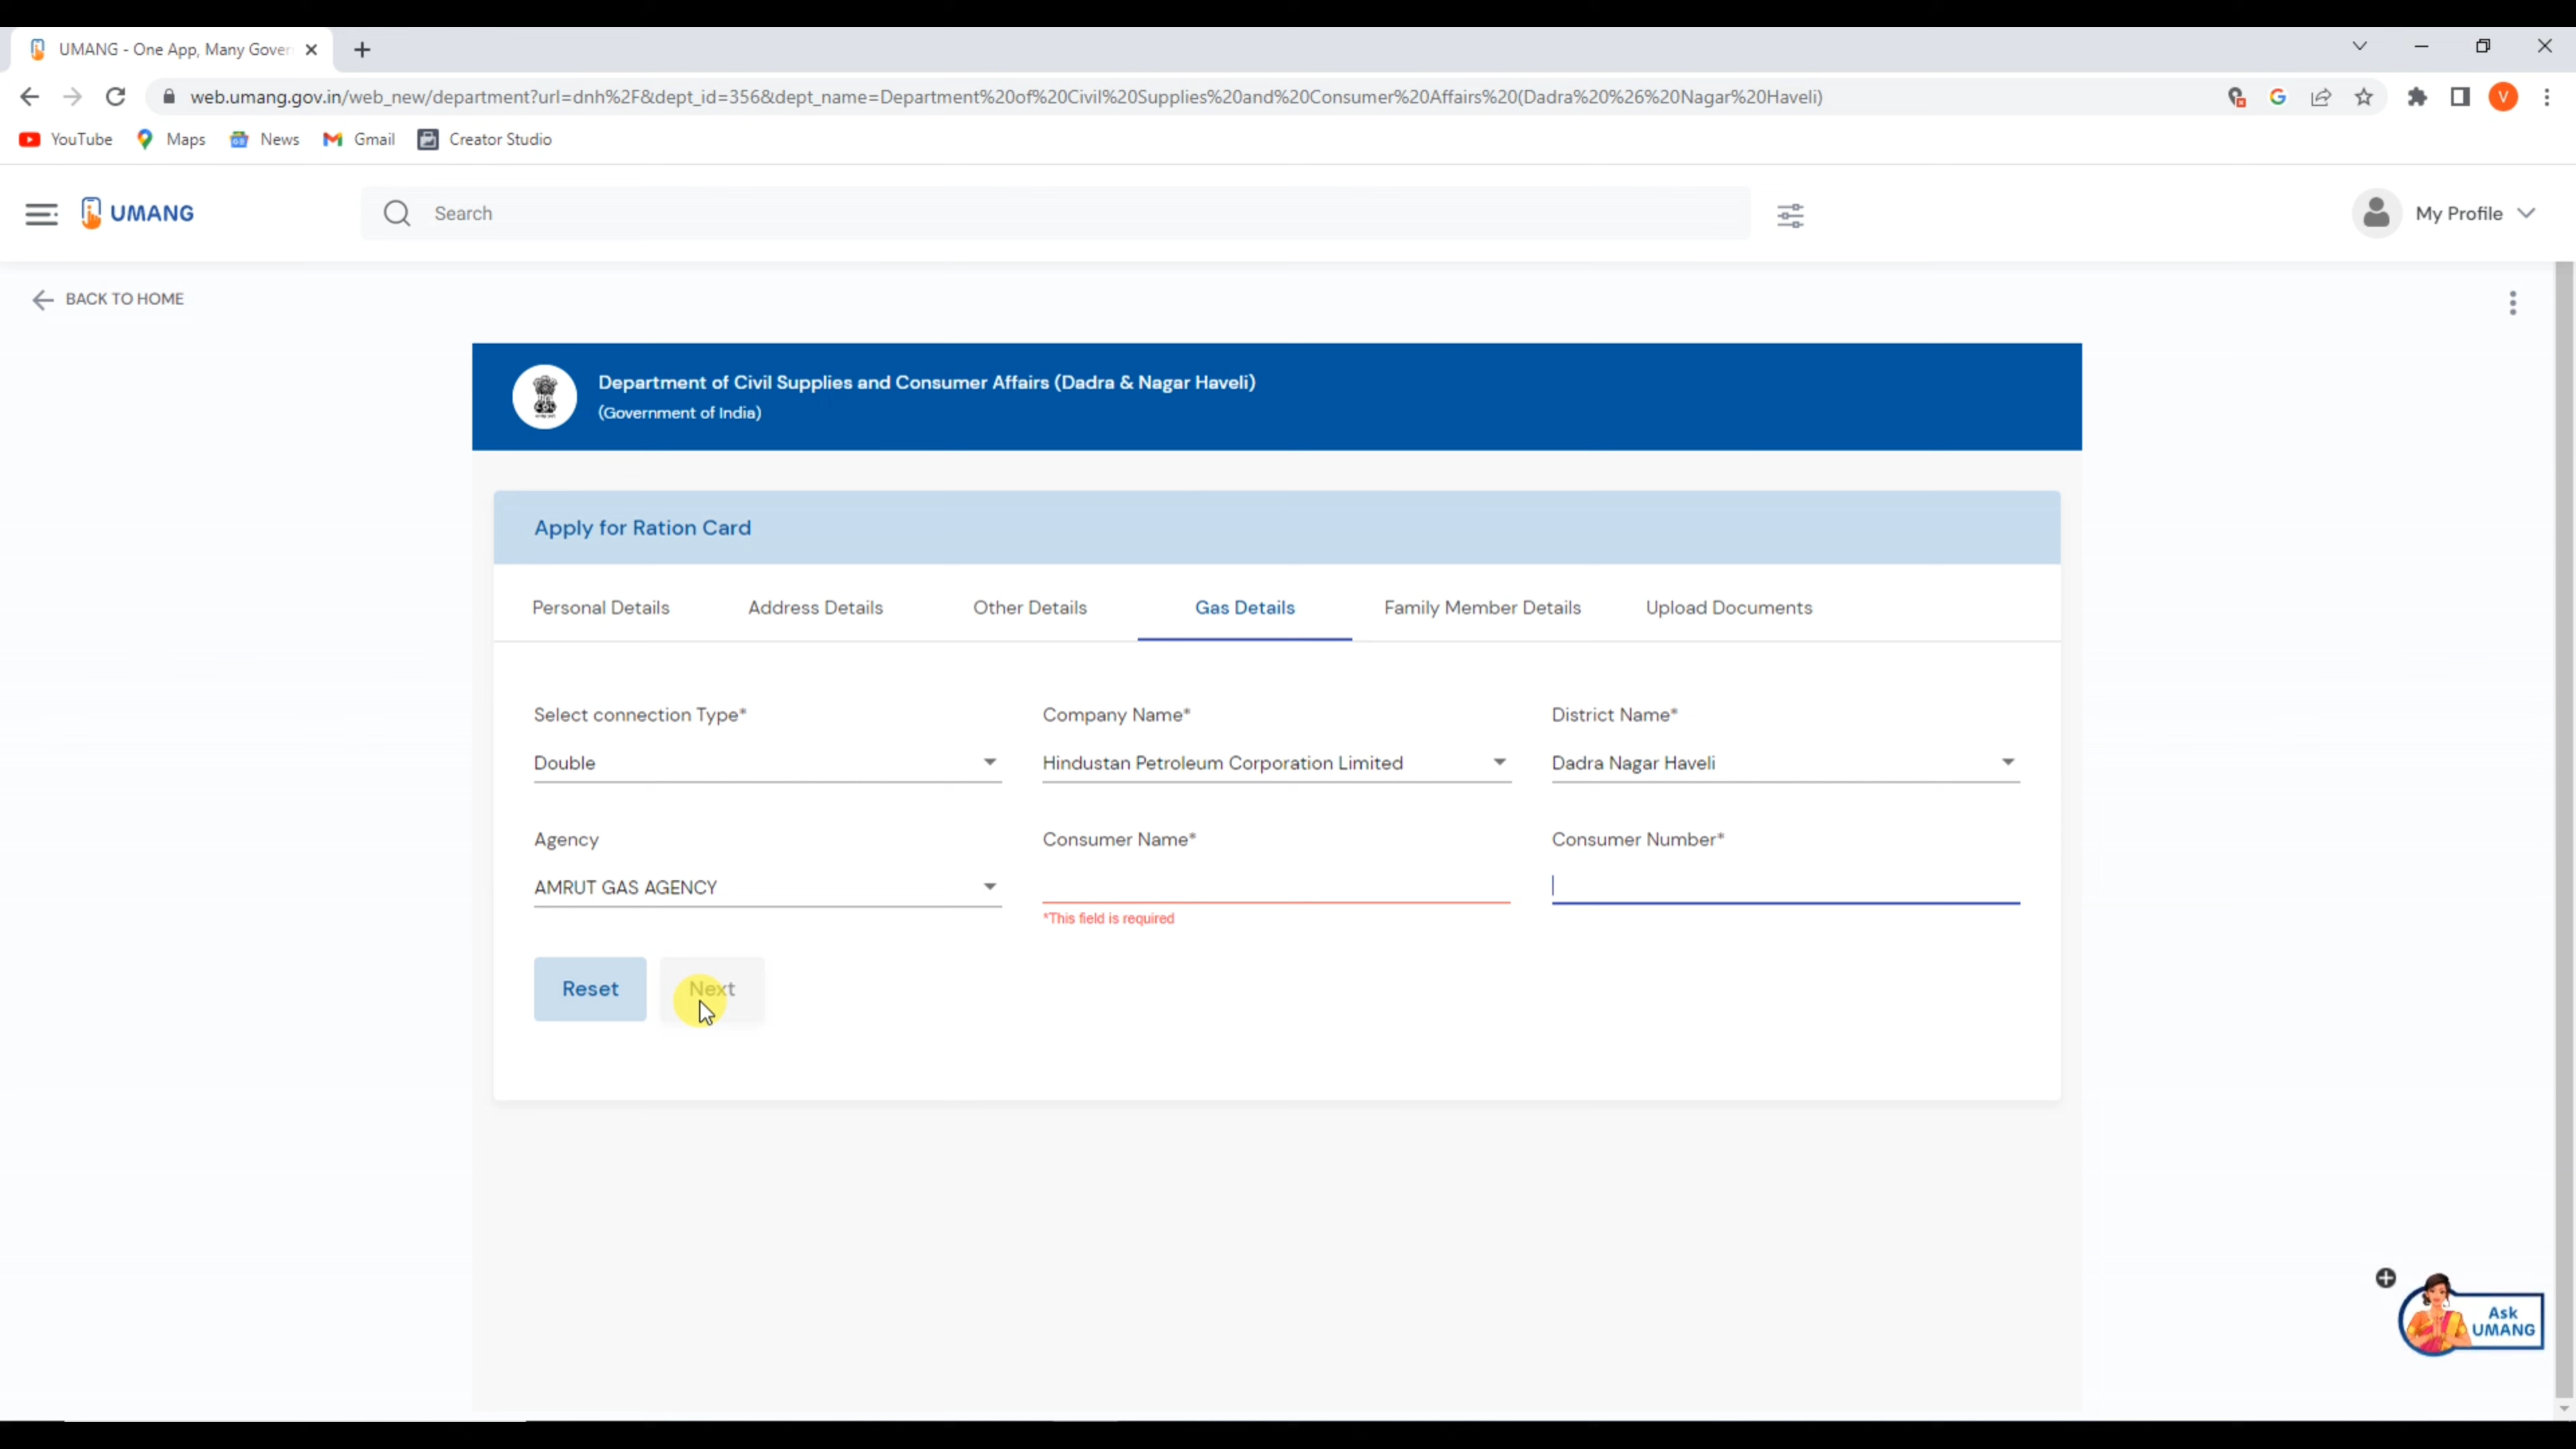 UMANG - One App, Many Gover
web.umang.gov.in/web_new/department?url=dnh%2F&dept_id=356&dept_name=Department%20of%20Civil%20Supplies%20and%20Consumer%20Affairs%20(Dadra%20%26%20Nagar%20Haveli)
V
YouTube Maps News Gmail Creator Studio
UMANG Search My Profile
BACK TO HOME
Department of Civil Supplies and Consumer Affairs (Dadra & Nagar Haveli)
(Government of India)
Apply for Ration Card
Personal Details Address Details Other Details Gas Details Family Member Details Upload Documents
Select connection Type* Company Name* District Name*
Double Hindustan Petroleum Corporation Limited Dadra Nagar Haveli
Agency Consumer Name* Consumer Number*
AMRUT GAS AGENCY
*This field is required
Reset Next
Ask
UMANG